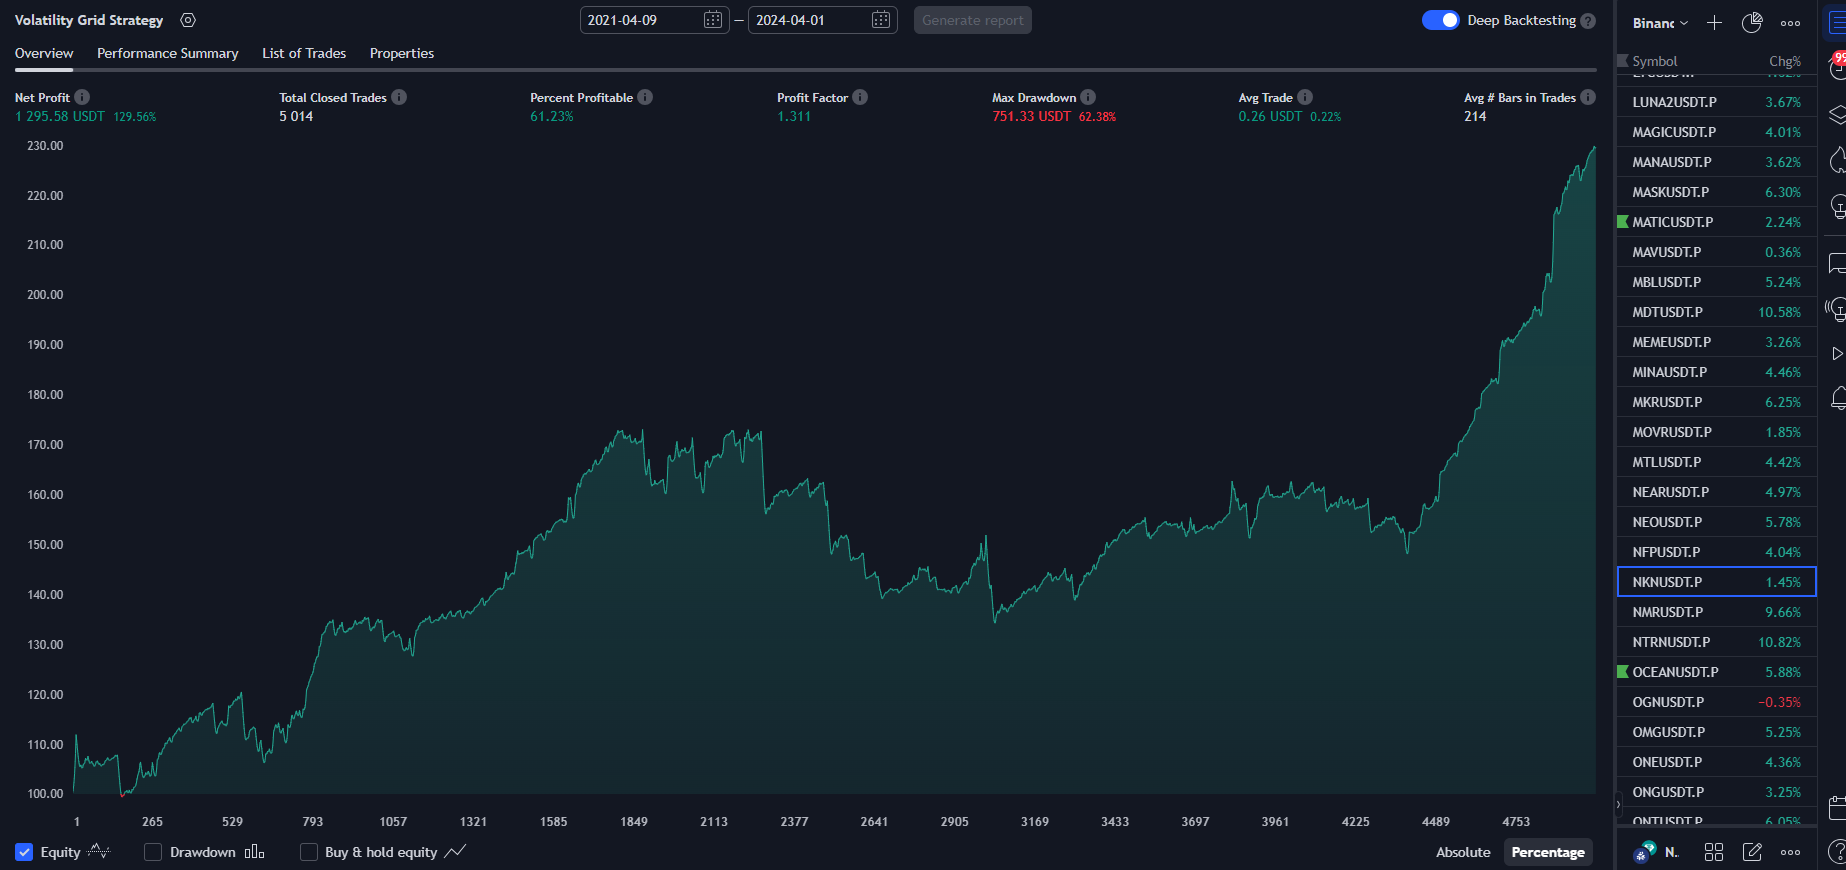 Volatility Grid Strategy
2021-04-09 — 2024-04-01 Generate report Deep Backtesting ?
Overview Performance Summary List of Trades Properties
Net Profit Total Closed Trades Percent Profitable Profit Factor Max Drawdown Avg Trade Avg # Bars in Trades
1 295.58 USDT 129.56% 5 014 61.23% 1.311 751.33 USDT 62.38% 0.26 USDT 0.22% 214
230.00
220.00
210.00
200.00
190.00
180.00
170.00
160.00
150.00
140.00
130.00
120.00
110.00
100.00
1 265 529 793 1057 1321 1585 1849 2113 2377 2641 2905 3169 3433 3697 3961 4225 4489 4753
Equity Drawdown Buy & hold equity Absolute Percentage
Binanc
Symbol Chg%
LUNA2USDT.P 3.67%
MAGICUSDT.P 4.01%
MANAUSDT.P 3.62%
MASKUSDT.P 6.30%
MATICUSDT.P 2.24%
MAVUSDT.P 0.36%
MBLUSDT.P 5.24%
MDTUSDT.P 10.58%
MEMEUSDT.P 3.26%
MINAUSDT.P 4.46%
MKRUSDT.P 6.25%
MOVRUSDT.P 1.85%
MTLUSDT.P 4.42%
NEARUSDT.P 4.97%
NEOUSDT.P 5.78%
NFPUSDT.P 4.04%
NKNUSDT.P 1.45%
NMRUSDT.P 9.66%
NTRNUSDT.P 10.82%
OCEANUSDT.P 5.88%
OGNUSDT.P −0.35%
OMGUSDT.P 5.25%
ONEUSDT.P 4.36%
ONGUSDT.P 3.25%
ONTUSDT.P 6.05%
N..
99